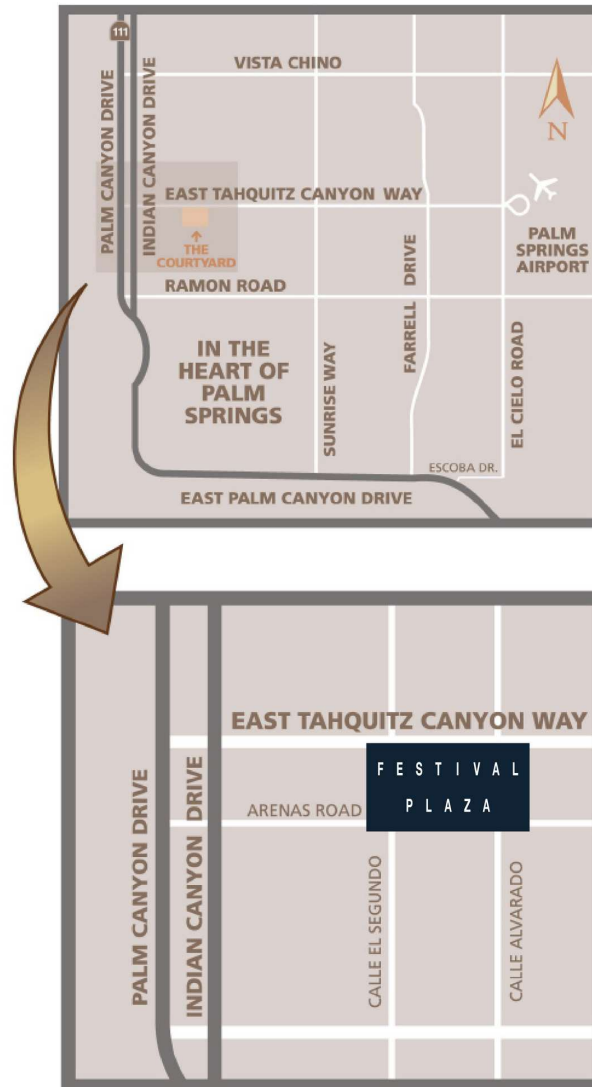 111
VISTA CHINO
PALM CANYON DRIVE
INDIAN CANYON DRIVE
N
EAST TAHQUITZ CANYON WAY
THE
COURTYARD
PALM
SPRINGS
AIRPORT
RAMON ROAD
FARRELL DRIVE
IN THE
HEART OF
PALM
SPRINGS
SUNRISE WAY
EL CIELO ROAD
ESCOBA DR.
EAST PALM CANYON DRIVE
EAST TAHQUITZ CANYON WAY
FESTIVAL
PLAZA
ARENAS ROAD
PALM CANYON DRIVE
INDIAN CANYON DRIVE
CALLE EL SEGUNDO
CALLE ALVARADO